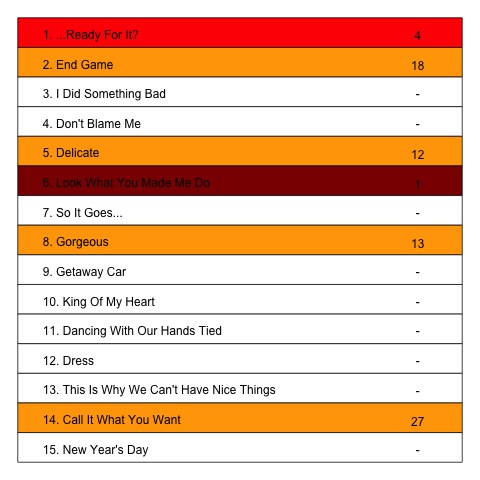 1. ...Ready For It? 4
2. End Game 18
3. I Did Something Bad -
4. Don't Blame Me -
5. Delicate 12
6. Look What You Made Me Do 1
7. So It Goes... -
8. Gorgeous 13
9. Getaway Car -
10. King Of My Heart -
11. Dancing With Our Hands Tied -
12. Dress -
13. This Is Why We Can't Have Nice Things -
14. Call It What You Want 27
15. New Year's Day -